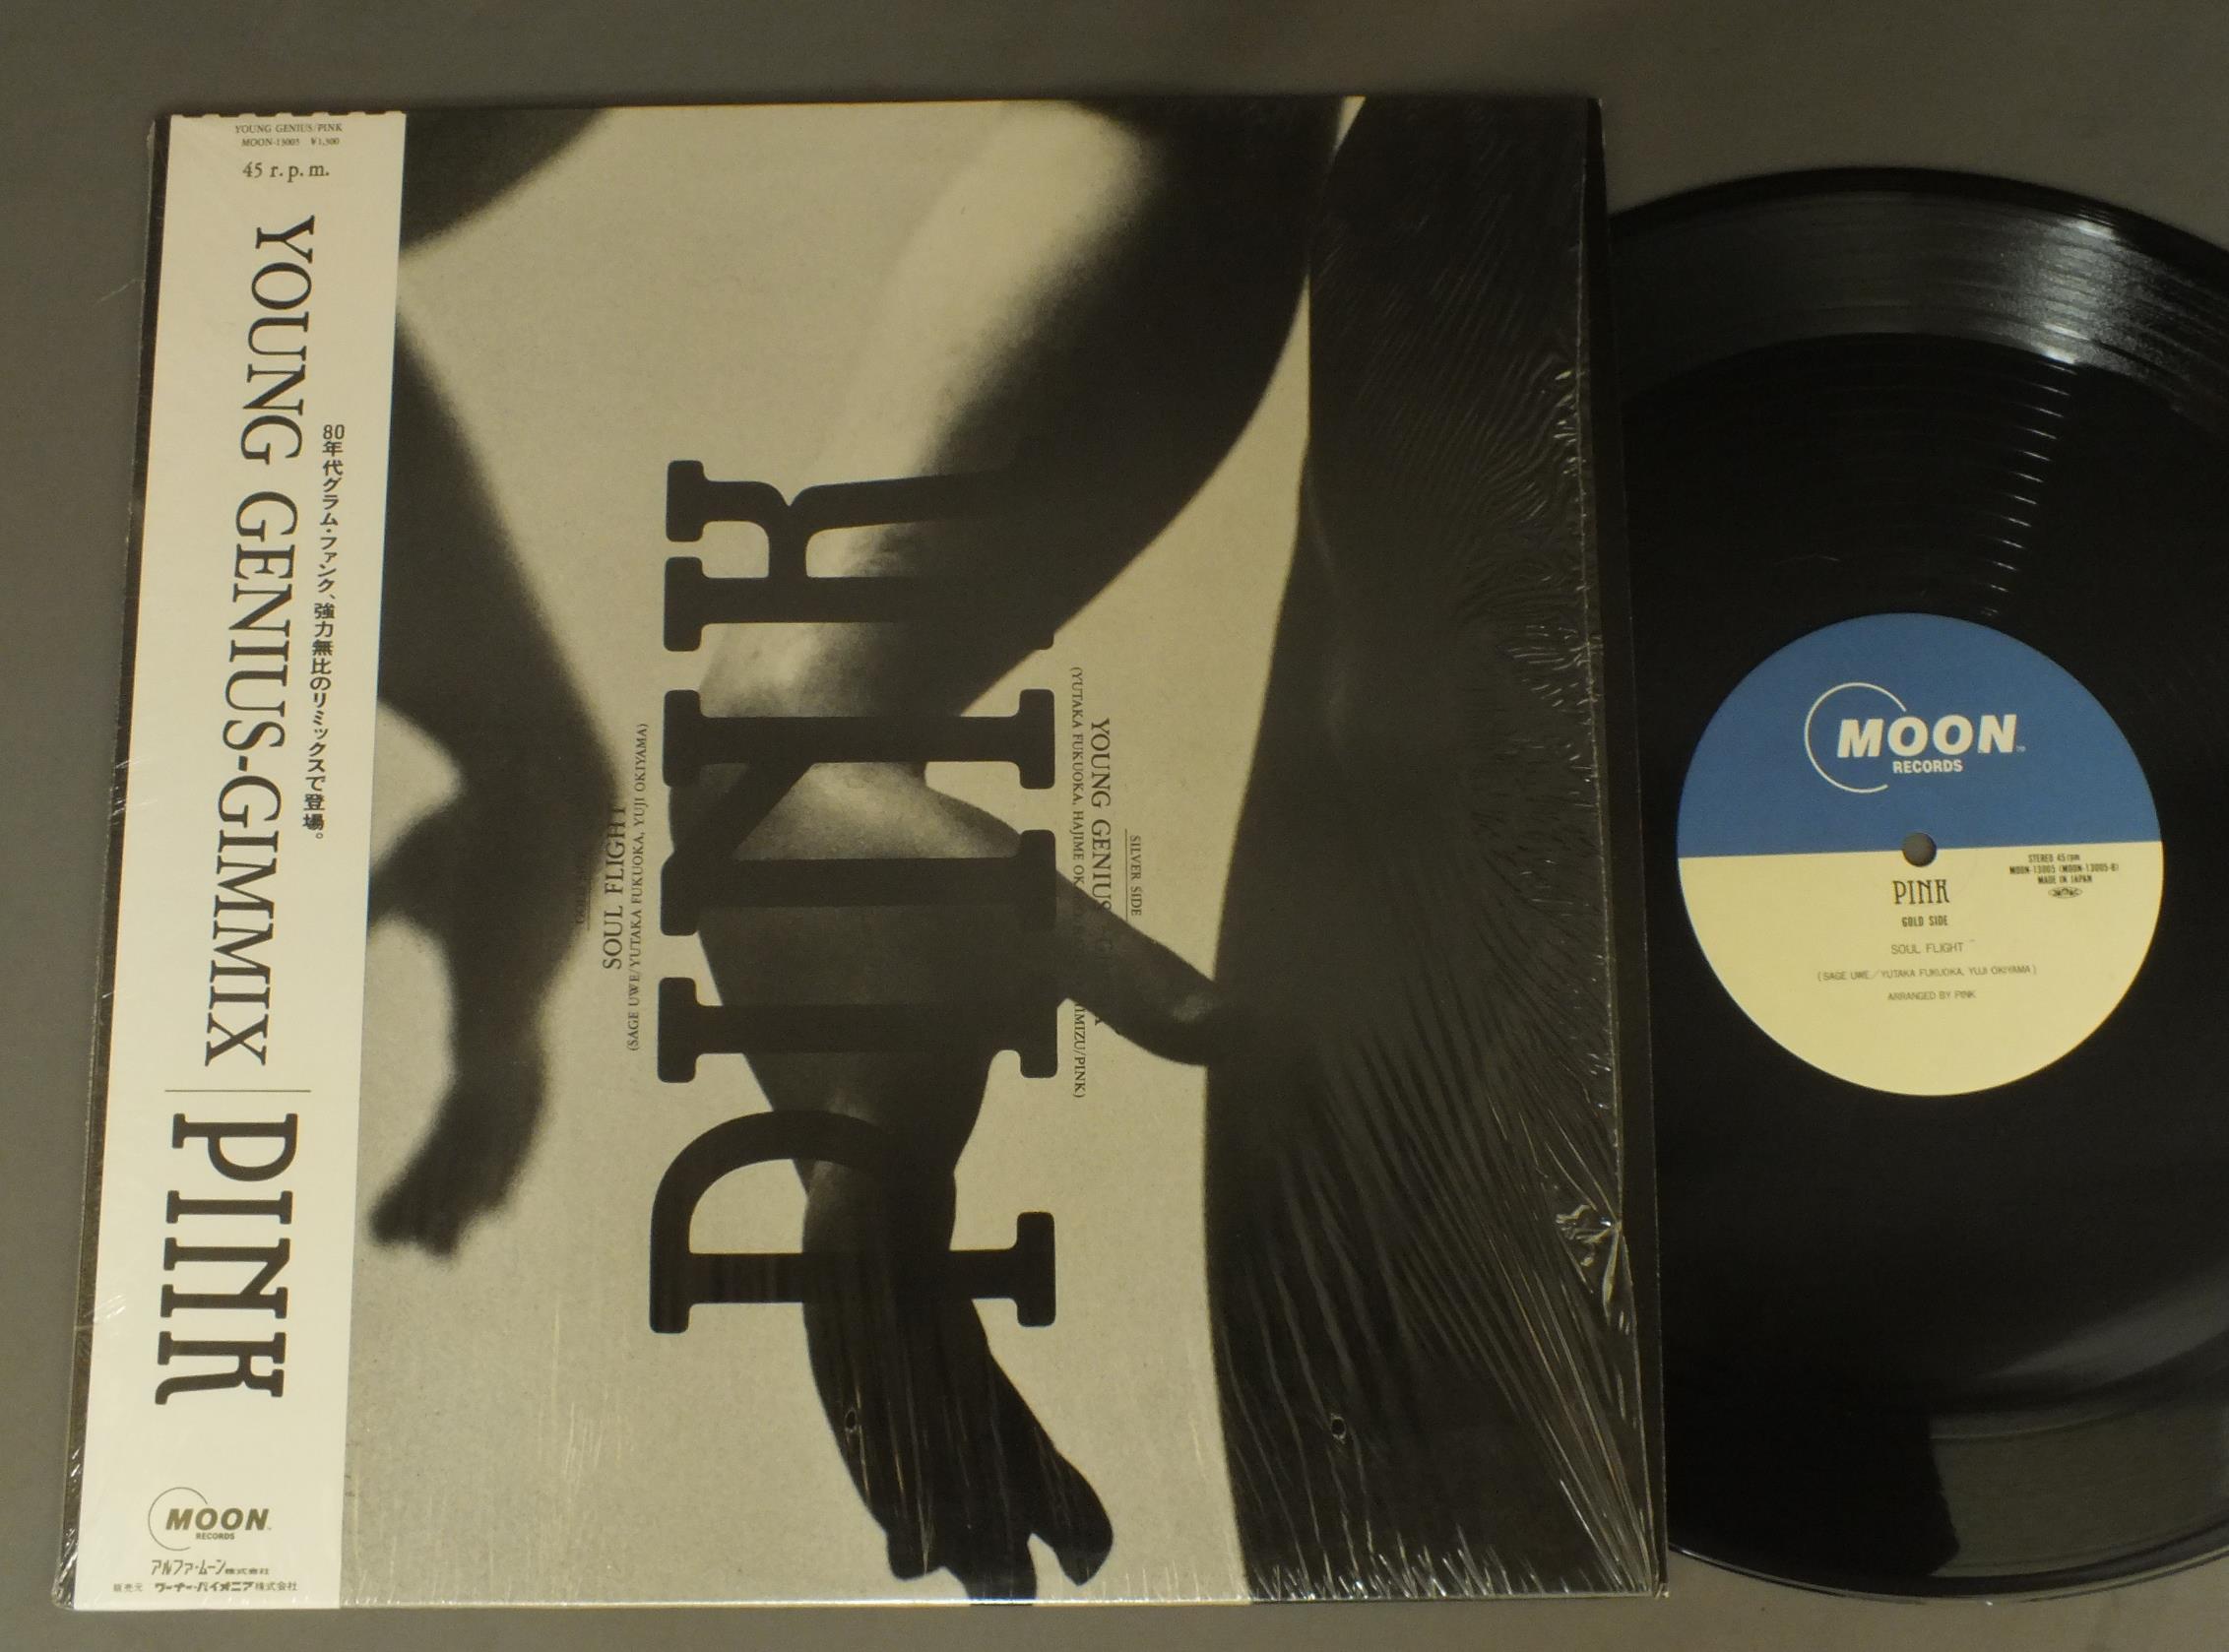 YOUNG GENIUS/PINK
MOON-13005 ¥1,300
45 r.p.m.
YOUNG GENIUS-GIMMIX
PINK
80年代グラム・ファンク、強力無比のリミックスで登場。
MOON
RECORDS
アルファ・ムーン株式会社
販売元 ワーナー・パイオニア株式会社
PINK
SILVER SIDE
YOUNG GENIUS
(YUTAKA FUKUOKA, HAJIME OK
IMIZU/PINK)
SOUL FLIGHT
(SAGE UWE/YUTAKA FUKUOKA, YUJI OKIYAMA)
MOON
RECORDS
STEREO 45 rpm
MOON-13005 (MOON-13005-B)
MADE IN JAPAN
PINK
GOLD SIDE
SOUL FLIGHT
(SAGE UWE/YUTAKA FUKUOKA, YUJI OKIYAMA)
ARRANGED BY PINK